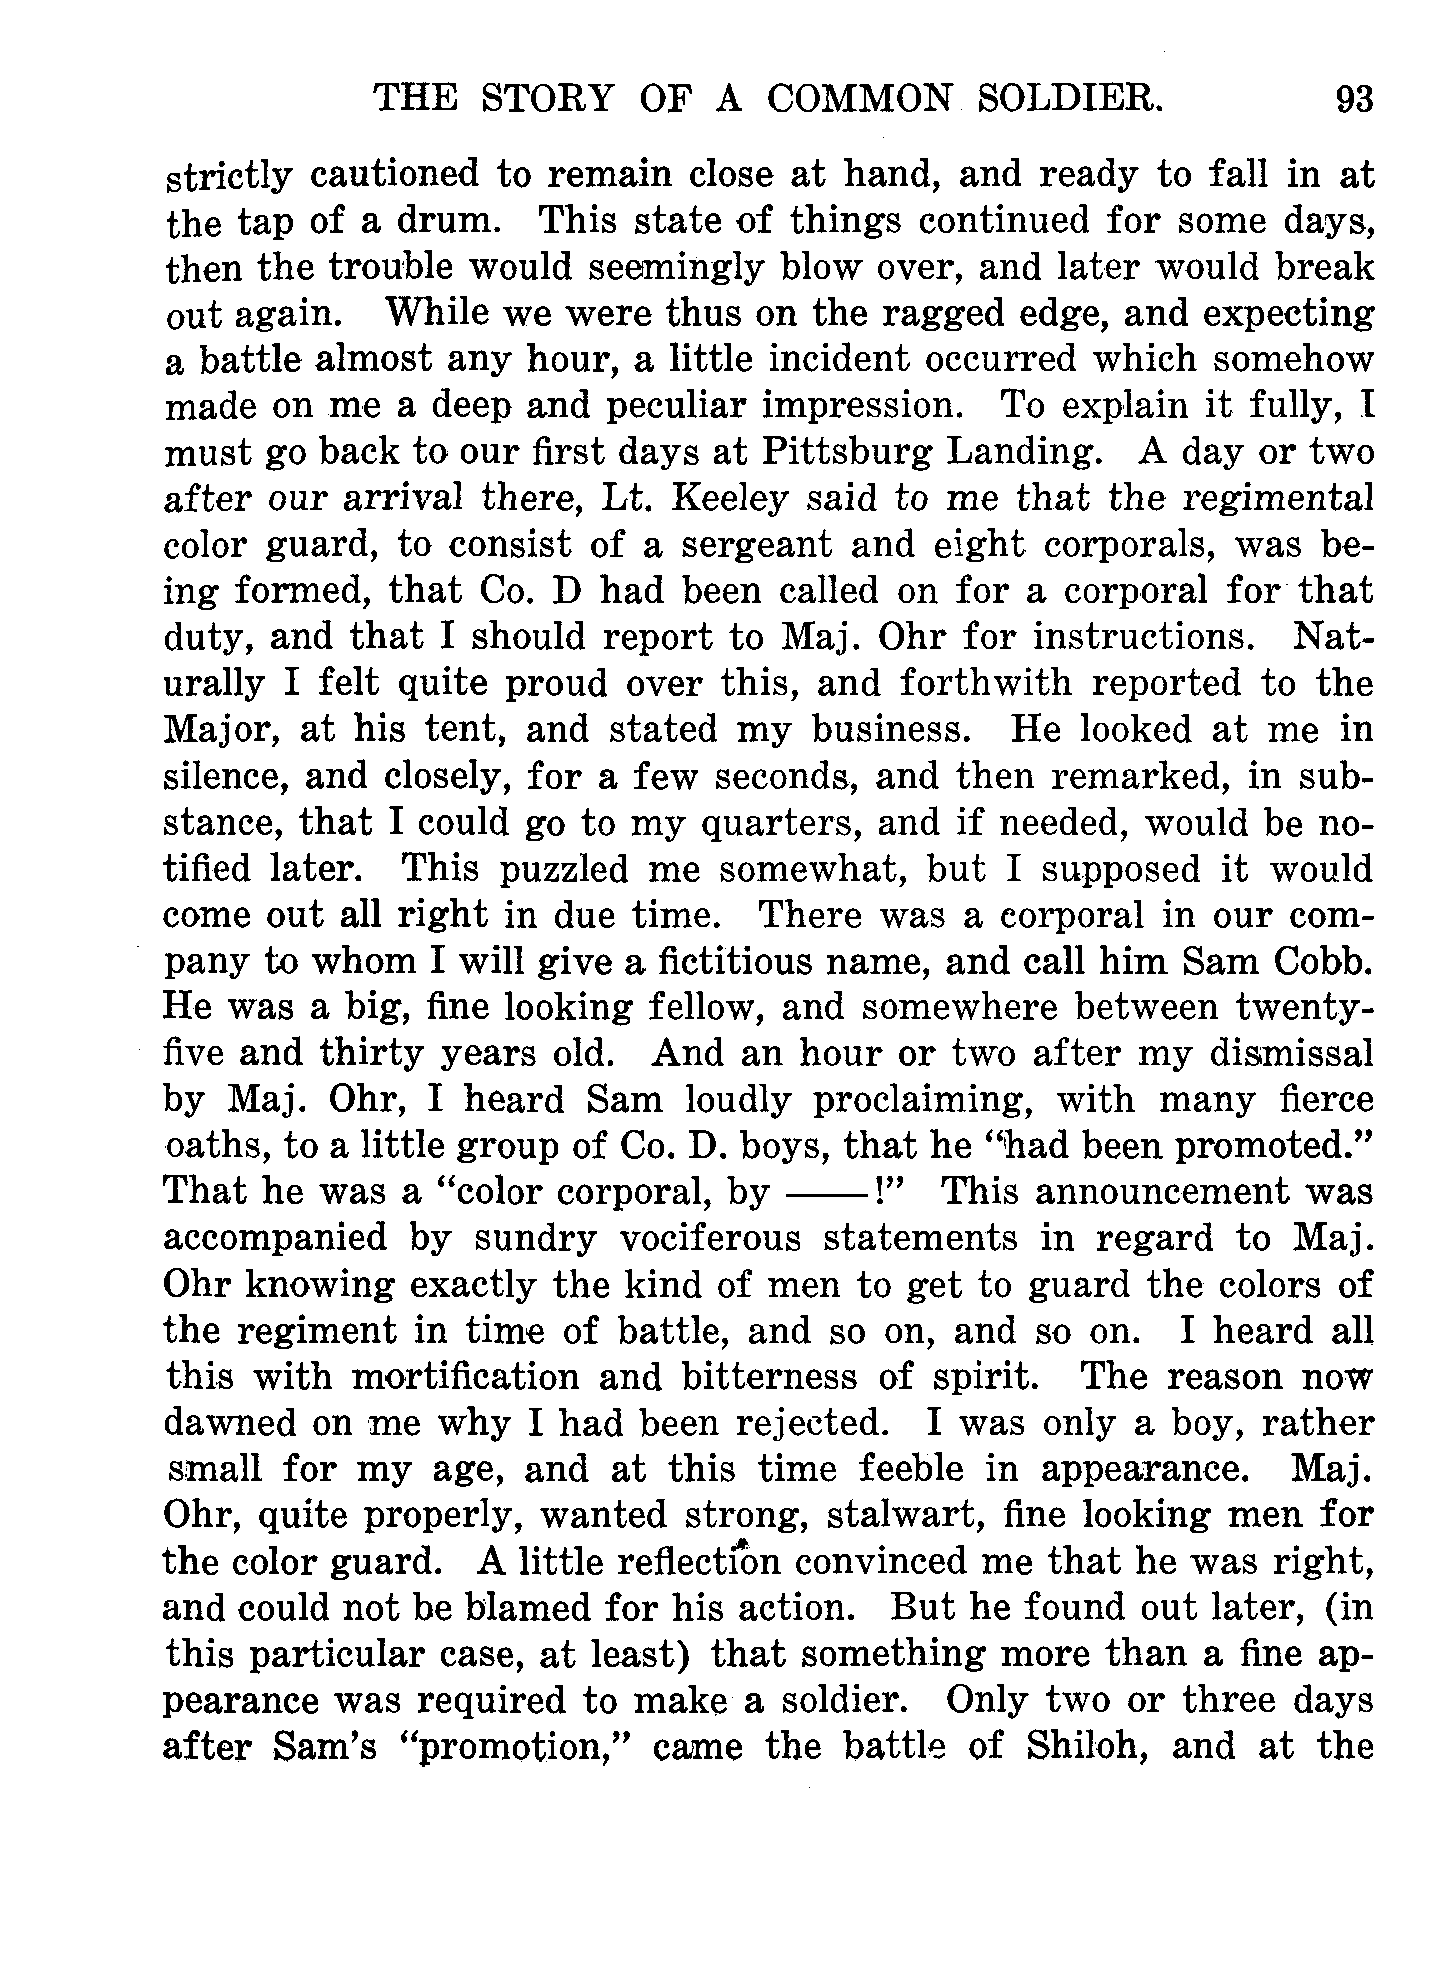 THE STORY OF A COMMON SOLDIER. 93
strictly cautioned to remain close at hand, and ready to fall in at
the tap of a drum. This state of things continued for some days,
then the trouble would seemingly blow over, and later would break
out again. While we were thus on the ragged edge, and expecting
a battle almost any hour, a little incident occurred which somehow
made on me a deep and peculiar impression. To explain it fully, I
must go back to our first days at Pittsburg Landing. A day or two
after our arrival there, Lt. Keeley said to me that the regimental
color guard, to consist of a sergeant and eight corporals, was be-
ing formed, that Co. D had been called on for a corporal for that
duty, and that I should report to Maj. Ohr for instructions. Nat-
urally I felt quite proud over this, and forthwith reported to the
Major, at his tent, and stated my business. He looked at me in
silence, and closely, for a few seconds, and then remarked, in sub-
stance, that I could go to my quarters, and if needed, would be no-
tified later. This puzzled me somewhat, but I supposed it would
come out all right in due time. There was a corporal in our com-
pany to whom I will give a fictitious name, and call him Sam Cobb.
He was a big, fine looking fellow, and somewhere between twenty-
five and thirty years old. And an hour or two after my dismissal
by Maj. Ohr, I heard Sam loudly proclaiming, with many fierce
oaths, to a little group of Co. D. boys, that he "had been promoted."
That he was a "color corporal, by ——!" This announcement was
accompanied by sundry vociferous statements in regard to Maj.
Ohr knowing exactly the kind of men to get to guard the colors of
the regiment in time of battle, and so on, and so on. I heard all
this with mortification and bitterness of spirit. The reason now
dawned on me why I had been rejected. I was only a boy, rather
small for my age, and at this time feeble in appearance. Maj.
Ohr, quite properly, wanted strong, stalwart, fine looking men for
the color guard. A little reflection convinced me that he was right,
and could not be blamed for his action. But he found out later, (in
this particular case, at least) that something more than a fine ap-
pearance was required to make a soldier. Only two or three days
after Sam's "promotion," came the battle of Shiloh, and at the